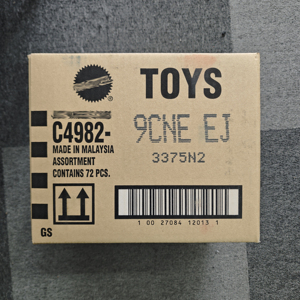 TOYS
C4982-
MADE IN MALAYSIA
ASSORTMENT
CONTAINS 72 PCS.
9CNE EJ
3375N2
1 00 27084 12013 1
GS